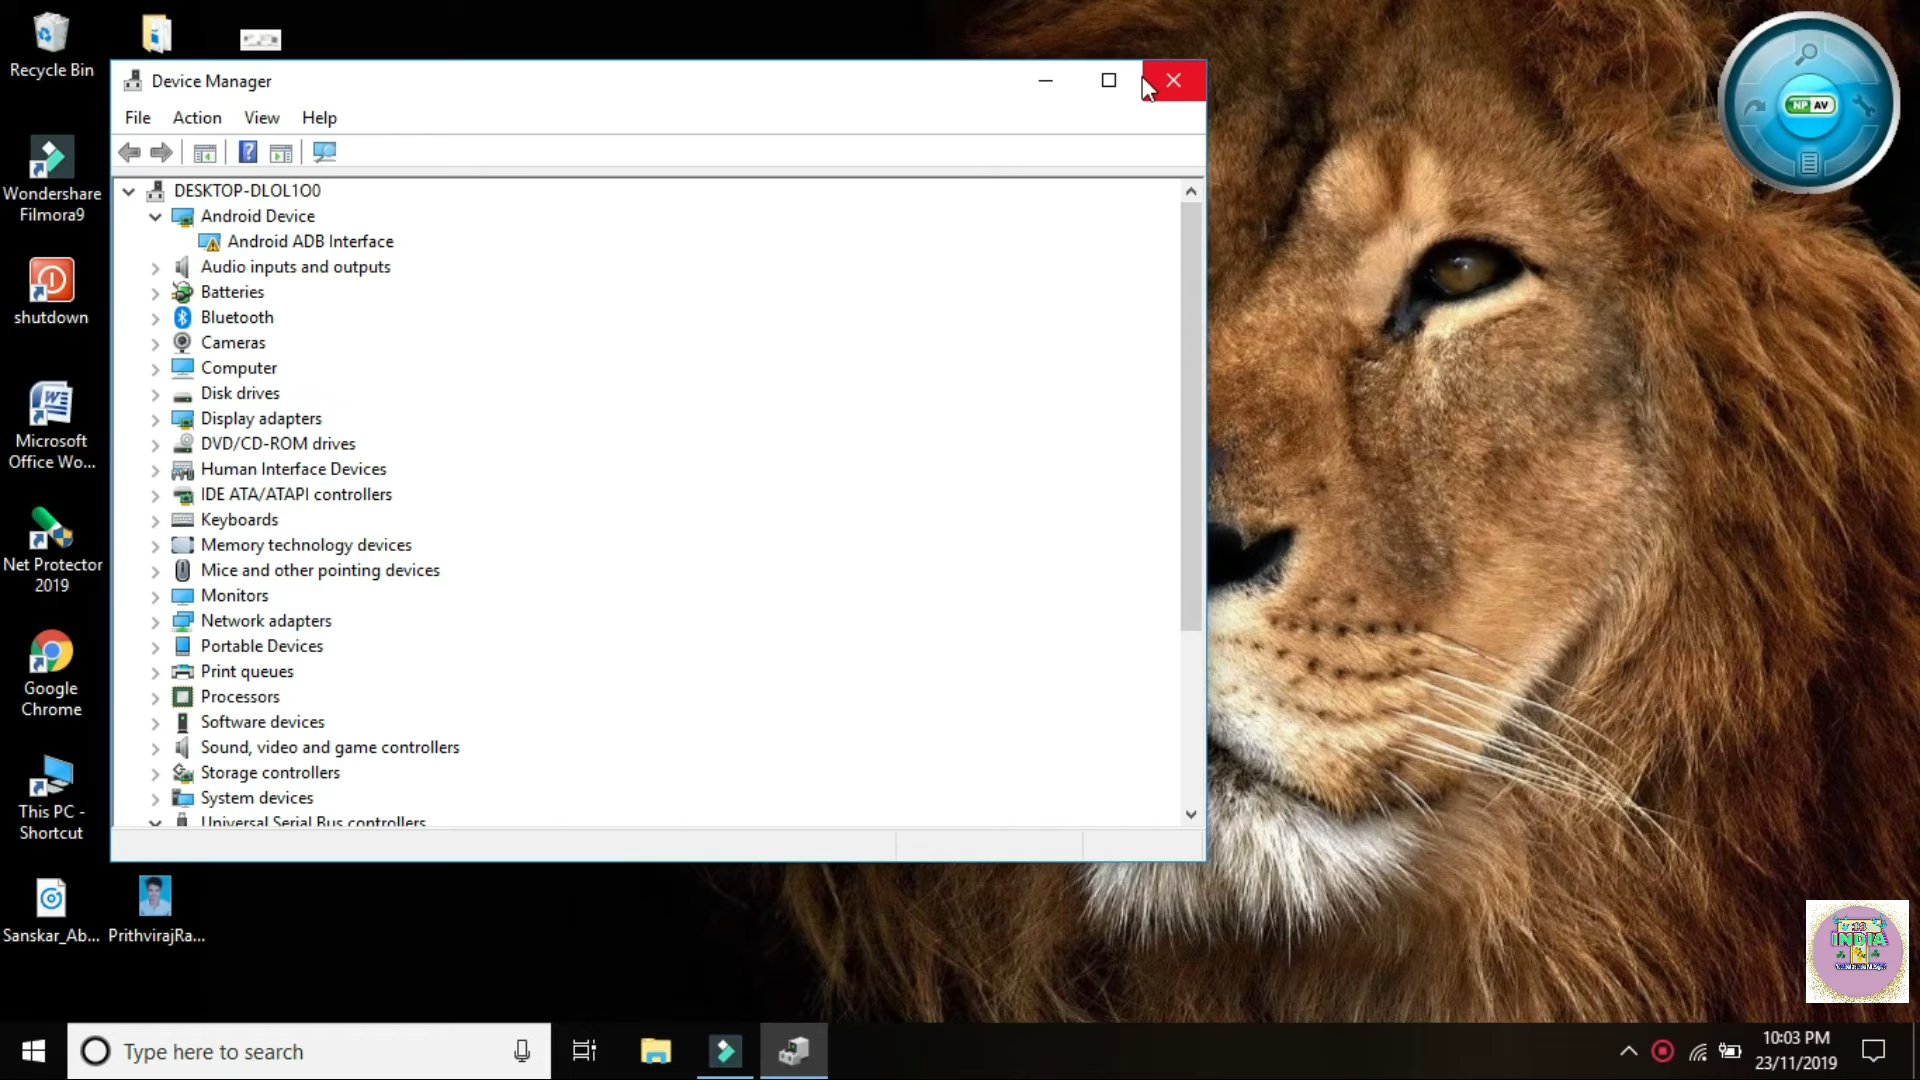 Recycle Bin
Wondershare
Filmora9
shutdown
Microsoft
Office Wo...
Net Protector
2019
Google
Chrome
This PC -
Shortcut
Sanskar_Ab...
PrithvirajRa...
Device Manager
File Action View Help
DESKTOP-DLOL1O0
Android Device
Android ADB Interface
Audio inputs and outputs
Batteries
Bluetooth
Cameras
Computer
Disk drives
Display adapters
DVD/CD-ROM drives
Human Interface Devices
IDE ATA/ATAPI controllers
Keyboards
Memory technology devices
Mice and other pointing devices
Monitors
Network adapters
Portable Devices
Print queues
Processors
Software devices
Sound, video and game controllers
Storage controllers
System devices
Universal Serial Bus controllers
NP AV
INDIA
Type here to search
10:03 PM
23/11/2019